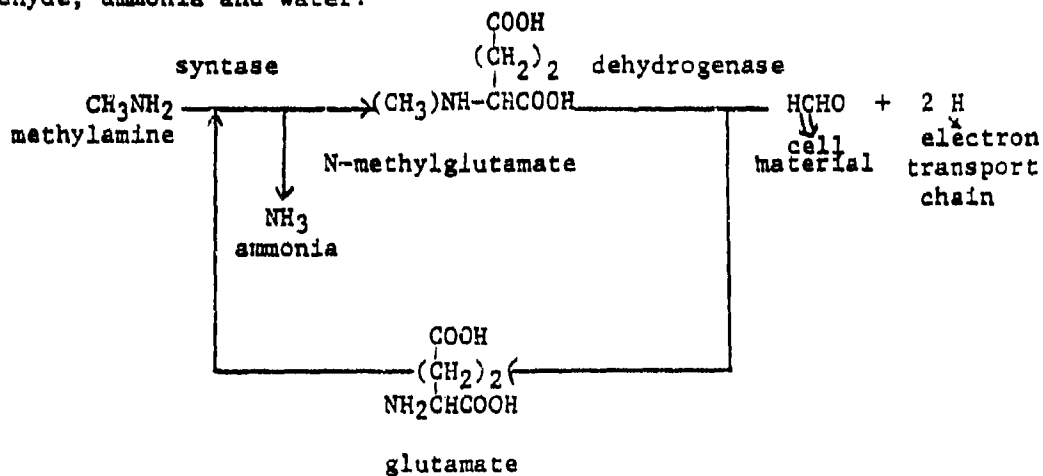 ammonia and water.
COOH
(CH2)2
syntase dehydrogenase
CH3NH2 (CH3)NH-CHCOOH HCHO + 2 H
methylamine cell electron
N-methylglutamate material transport
chain
NH3
ammonia
COOH
(CH2)2
NH2CHCOOH
glutamate